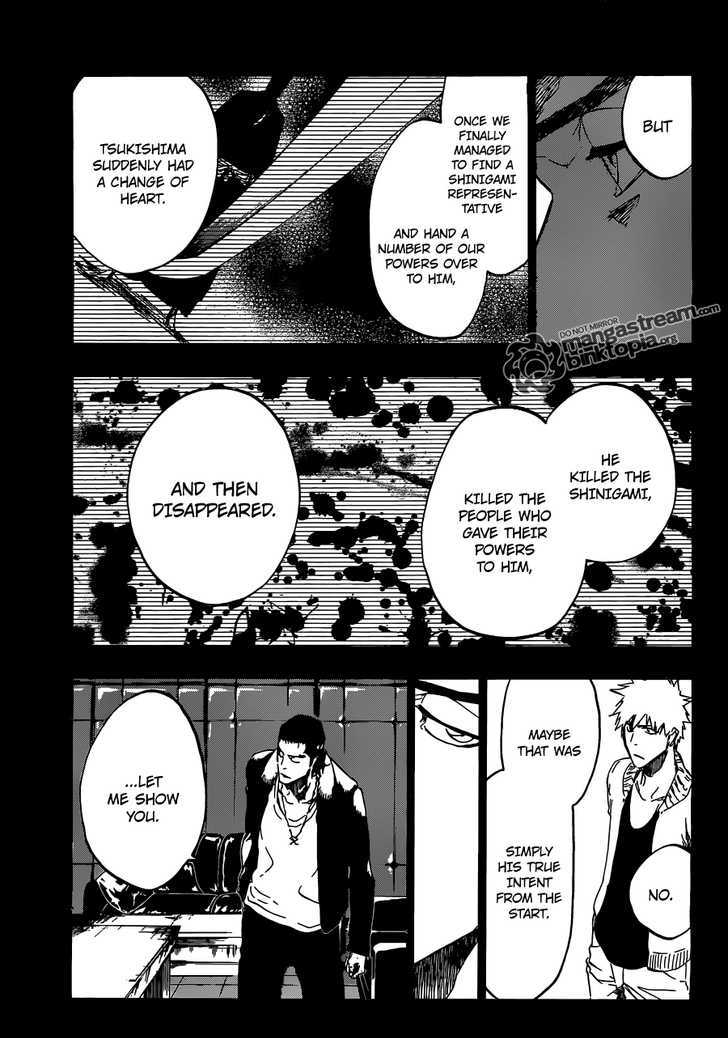 BUT
ONCE WE
FINALLY
MANAGED
TO FIND A
SHINIGAMI
REPRESEN-
TATIVE
AND HAND A
NUMBER OF OUR
POWERS OVER
TO HIM,
TSUKISHIMA
SUDDENLY HAD
A CHANGE OF
HEART.
DO NOT MIRROR
mangastream.com
binktopia.org
HE
KILLED THE
SHINIGAMI,
KILLED THE
PEOPLE WHO
GAVE THEIR
POWERS
TO HIM,
AND THEN
DISAPPEARED.
NO.
MAYBE
THAT WAS
SIMPLY
HIS TRUE
INTENT
FROM THE
START.
...LET
ME SHOW
YOU.